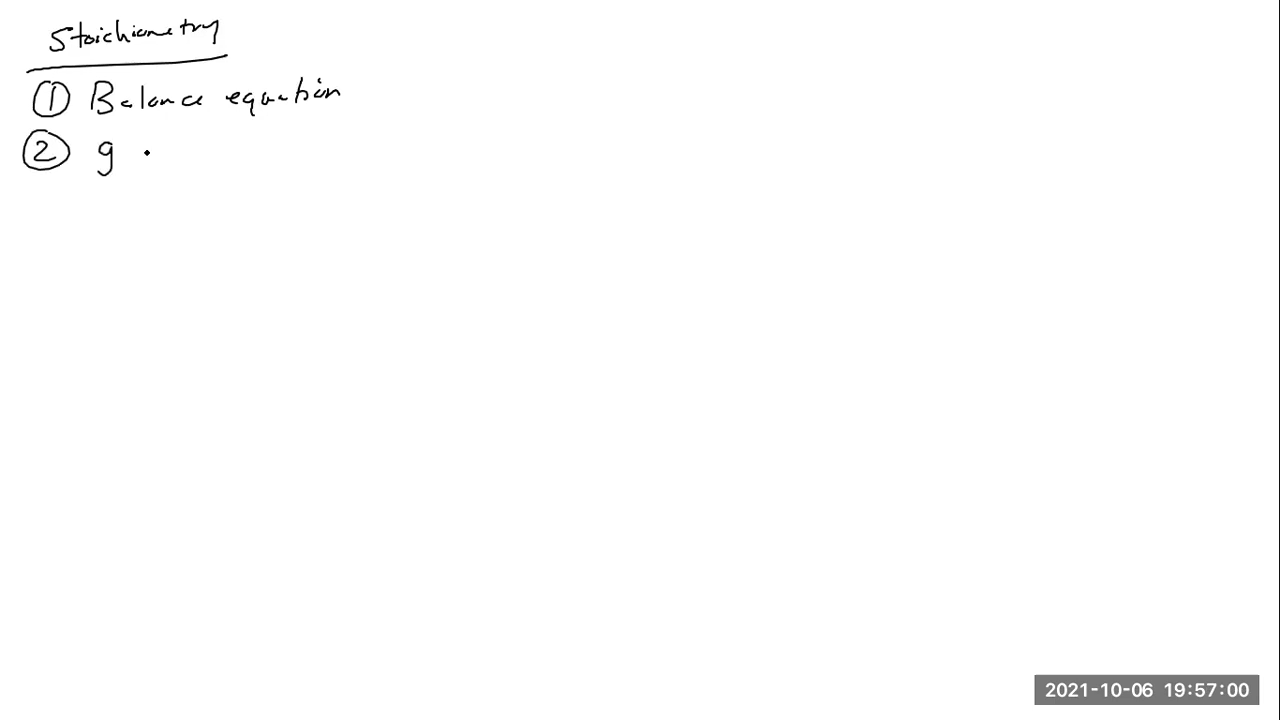 Stoichiometry
① Balance equation
② g
2021-10-06 19:57:00